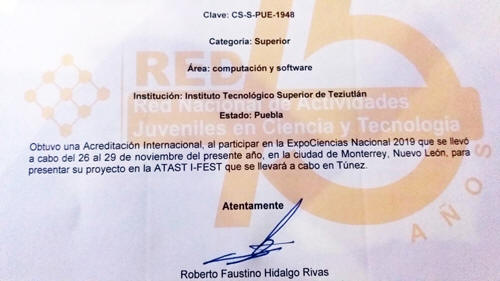 Clave: CS-S-PUE-1948
Categoria: Superior
Área: computación y software
RED
15
Institución: Instituto Tecnológico Superior de Teziutlán
Red Nacional de Actividades
Estado: Puebla
Juveniles en Ciencia y Tecnología
Obtuvo una Acreditación Internacional, al participar en la ExpoCiencias Nacional 2019 que se llevó
a cabo del 26 al 29 de noviembre del presente año, en la ciudad de Monterrey, Nuevo León, para
presentar su proyecto en la ATAST I-FEST que se llevará a cabo en Túnez.
AÑOS
Atentamente
Roberto Faustino Hidalgo Rivas